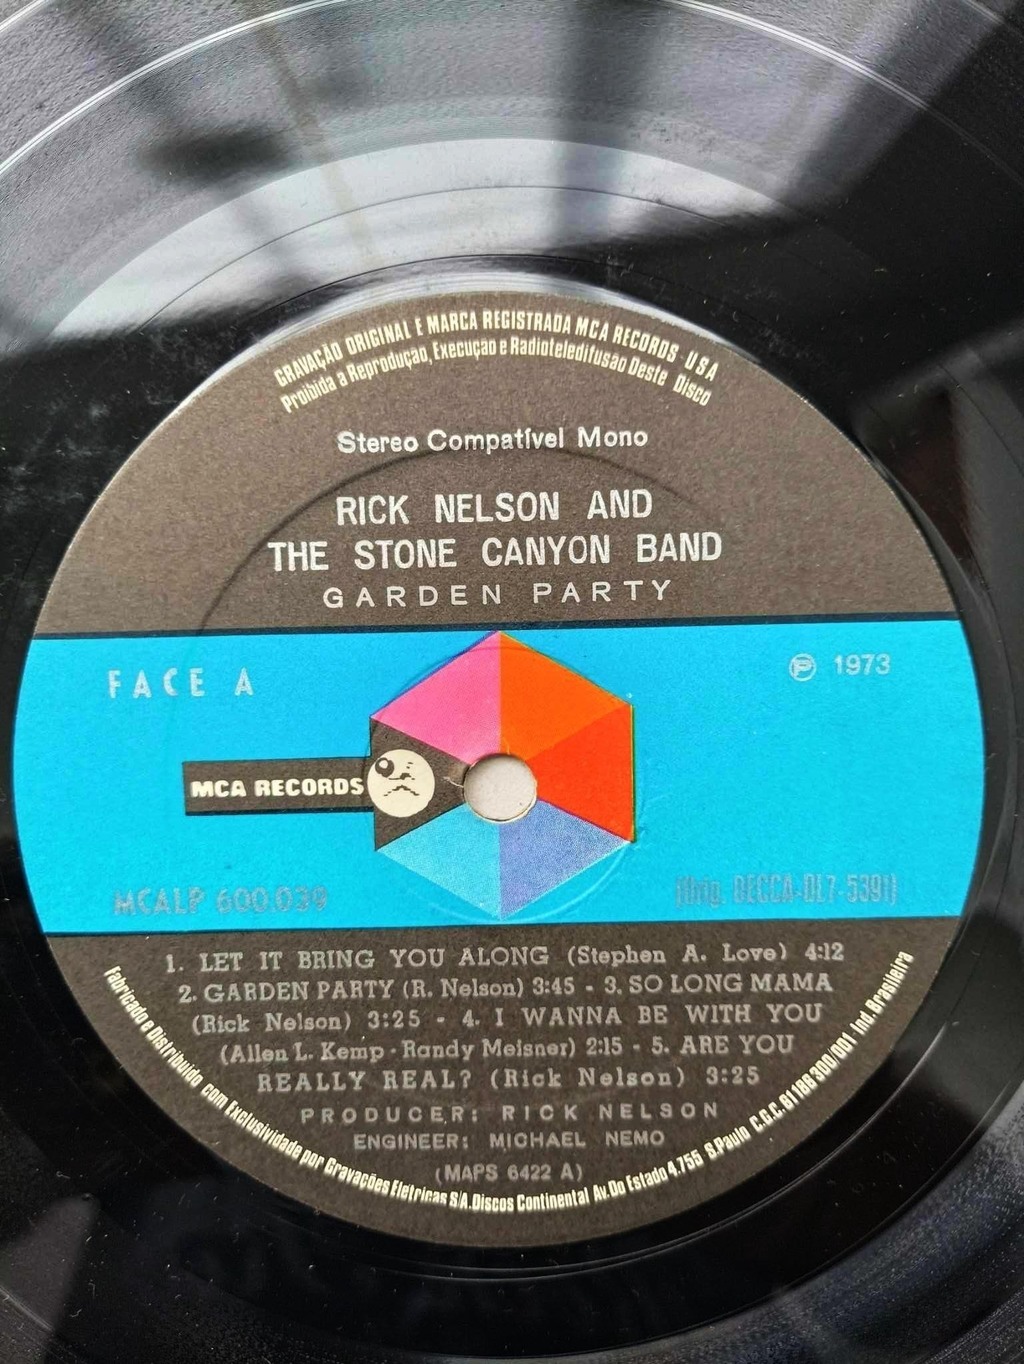 GRAVAÇÃO ORIGINAL E MARCA REGISTRADA MCA RECORDS - USA
Proibida a Reprodução, Execução e Radioteledifusão Deste Disco
Stereo Compatível Mono
RICK NELSON AND
THE STONE CANYON BAND
GARDEN PARTY
FACE A
Ⓟ 1973
MCA RECORDS
MCALP 600.039
(Orig. DECCA-DL7-5391)
1. LET IT BRING YOU ALONG (Stephen A. Love) 4:12
2. GARDEN PARTY (R. Nelson) 3:45 - 3. SO LONG MAMA
(Rick Nelson) 3:25 - 4. I WANNA BE WITH YOU
(Allen L. Kemp - Randy Meisner) 2:15 - 5. ARE YOU
REALLY REAL? (Rick Nelson) 3:25
PRODUCER: RICK NELSON
ENGINEER: MICHAEL NEMO
(MAPS 6422 A)
Fabricado e Distribuído com Exclusividade por Gravações Elétricas S/A. Discos Continental Av. Do Estado 4.755 S. Paulo C.G.C. 61186300/001 Ind. Brasileira